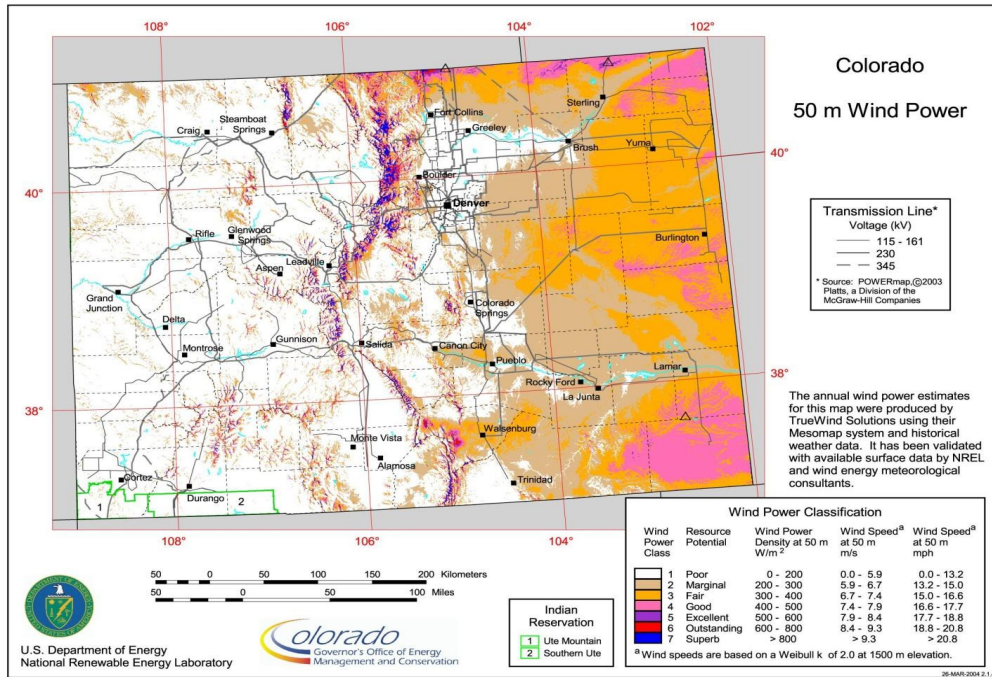 Colorado
50 m Wind Power
108°
106°
104°
102°
40°
40°
38°
38°
108°
106°
104°
Craig
Steamboat
Springs
Fort Collins
Greeley
Sterling
Brush
Yuma
Boulder
Denver
Rifle
Glenwood
Springs
Leadville
Aspen
Burlington
Grand
Junction
Delta
Montrose
Gunnison
Salida
Colorado
Springs
Canon City
Pueblo
Rocky Ford
La Junta
Lamar
Monte Vista
Alamosa
Walsenburg
Trinidad
Cortez
Durango
1
2
Transmission Line*
Voltage (kV)
115 - 161
230
345
* Source: POWERmap,©2003
Platts, a Division of the
McGraw-Hill Companies
The annual wind power estimates
for this map were produced by
TrueWind Solutions using their
Mesomap system and historical
weather data. It has been validated
with available surface data by NREL
and wind energy meteorological
consultants.
Wind Power Classification
Wind Power Class Resource Potential Wind Power Density at 50 m W/m² Wind Speedᵃ at 50 m m/s Wind Speedᵃ at 50 m mph
1 Poor 0 - 200 0.0 - 5.9 0.0 - 13.2
2 Marginal 200 - 300 5.9 - 6.7 13.2 - 15.0
3 Fair 300 - 400 6.7 - 7.4 15.0 - 16.6
4 Good 400 - 500 7.4 - 7.9 16.6 - 17.7
5 Excellent 500 - 600 7.9 - 8.4 17.7 - 18.8
6 Outstanding 600 - 800 8.4 - 9.3 18.8 - 20.8
7 Superb > 800 > 9.3 > 20.8
ᵃ Wind speeds are based on a Weibull k of 2.0 at 1500 m elevation.
50 0 50 100 150 200 Kilometers
50 0 50 100 Miles
Indian
Reservation
1 Ute Mountain
2 Southern Ute
Colorado
Governor's Office of Energy
Management and Conservation
U.S. Department of Energy
National Renewable Energy Laboratory